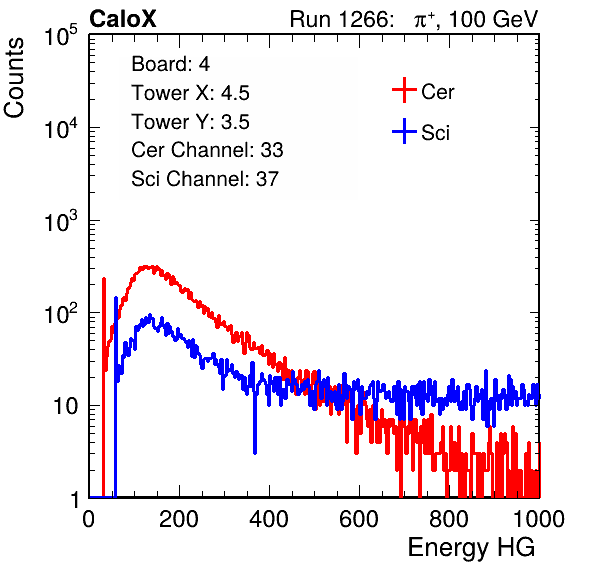 CaloX Run 1266: π⁺, 100 GeV
Board: 4
Tower X: 4.5
Tower Y: 3.5
Cer Channel: 33
Sci Channel: 37
Cer
Sci
Counts
10⁵
10⁴
10³
10²
10
1
0 200 400 600 800 1000
Energy HG